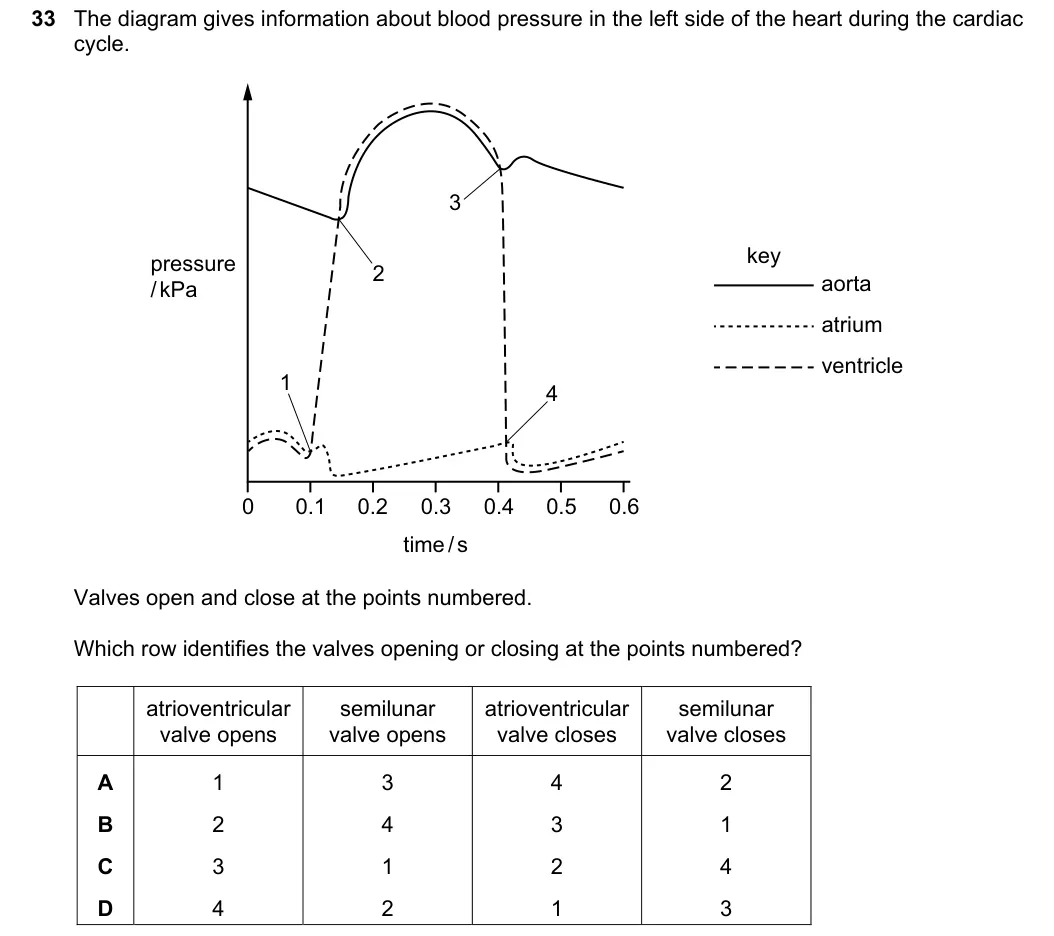 33 The diagram gives information about blood pressure in the left side of the heart during the cardiac
cycle.
pressure
/ kPa
1
2
3
4
0 0.1 0.2 0.3 0.4 0.5 0.6
time / s
key
aorta
atrium
ventricle
Valves open and close at the points numbered.
Which row identifies the valves opening or closing at the points numbered?
atrioventricular valve opens semilunar valve opens atrioventricular valve closes semilunar valve closes
A 1 3 4 2
B 2 4 3 1
C 3 1 2 4
D 4 2 1 3